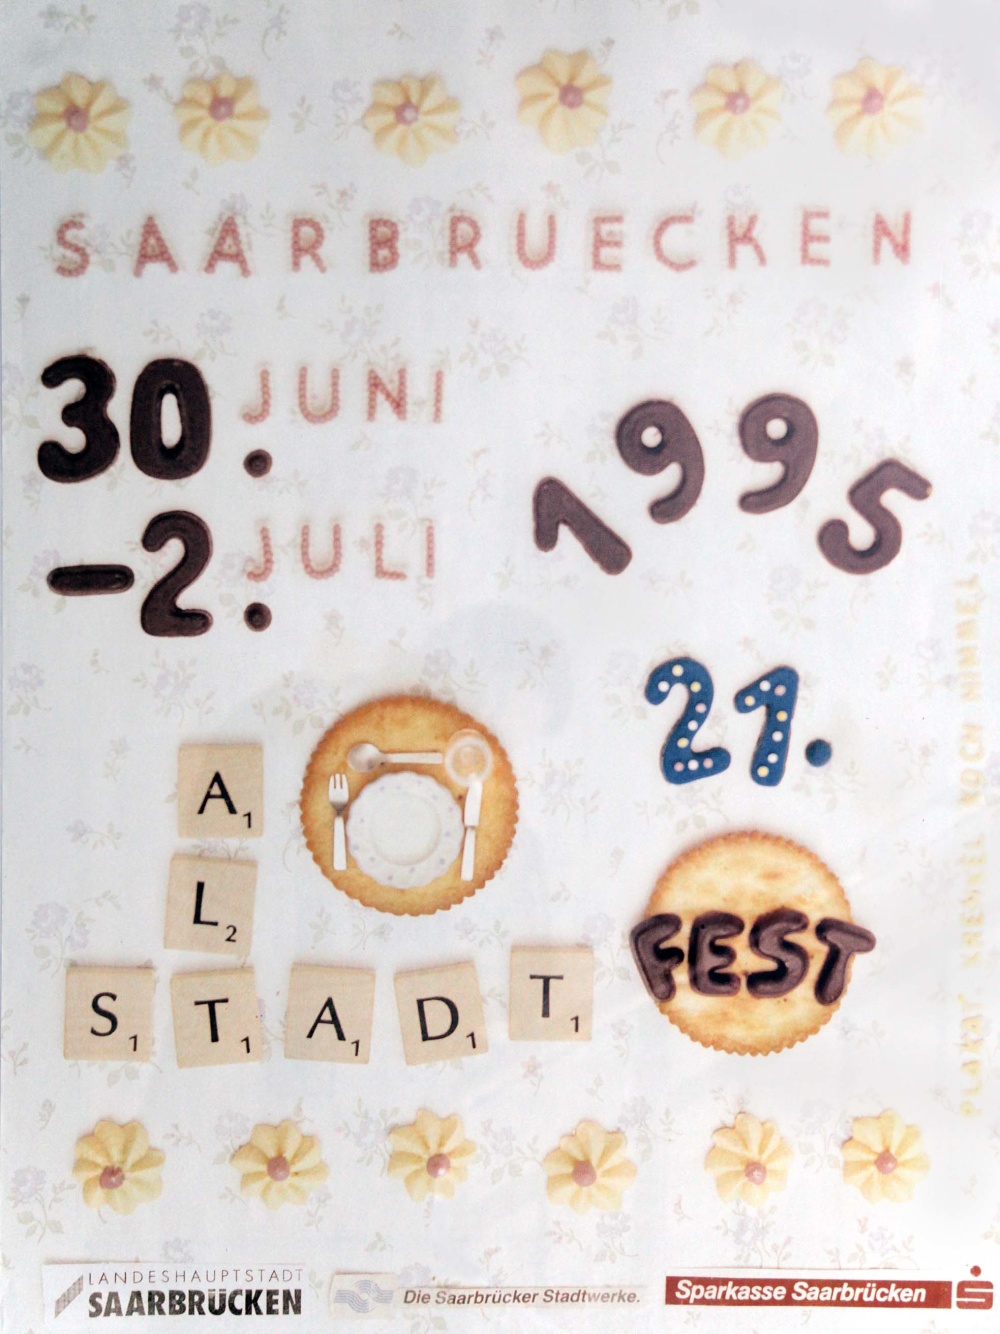 SAARBRUECKEN
30. JUNI
-2. JULI
1995
21.
A1
L2
S1 T1 A1 D1 T1
FEST
PLAKAT. KRESKEL KOCH HIMMEL
LANDESHAUPTSTADT
SAARBRÜCKEN
Die Saarbrücker Stadtwerke.
Sparkasse Saarbrücken